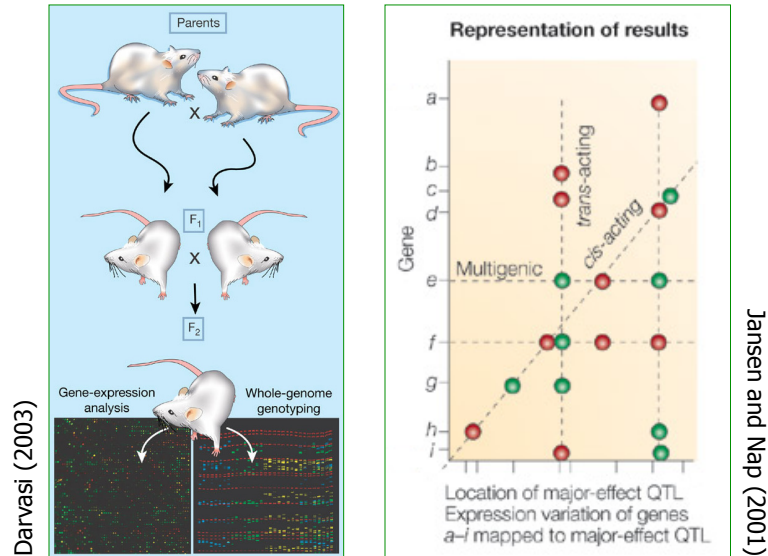 Parents
X
F1
X
F2
Gene-expression
analysis
Whole-genome
genotyping
Darvasi (2003)
Representation of results
Gene
a
b
c
d
e
f
g
h
i
trans-acting
cis-acting
Multigenic
Location of major-effect QTL
Expression variation of genes
a–i mapped to major-effect QTL
Jansen and Nap (2001)